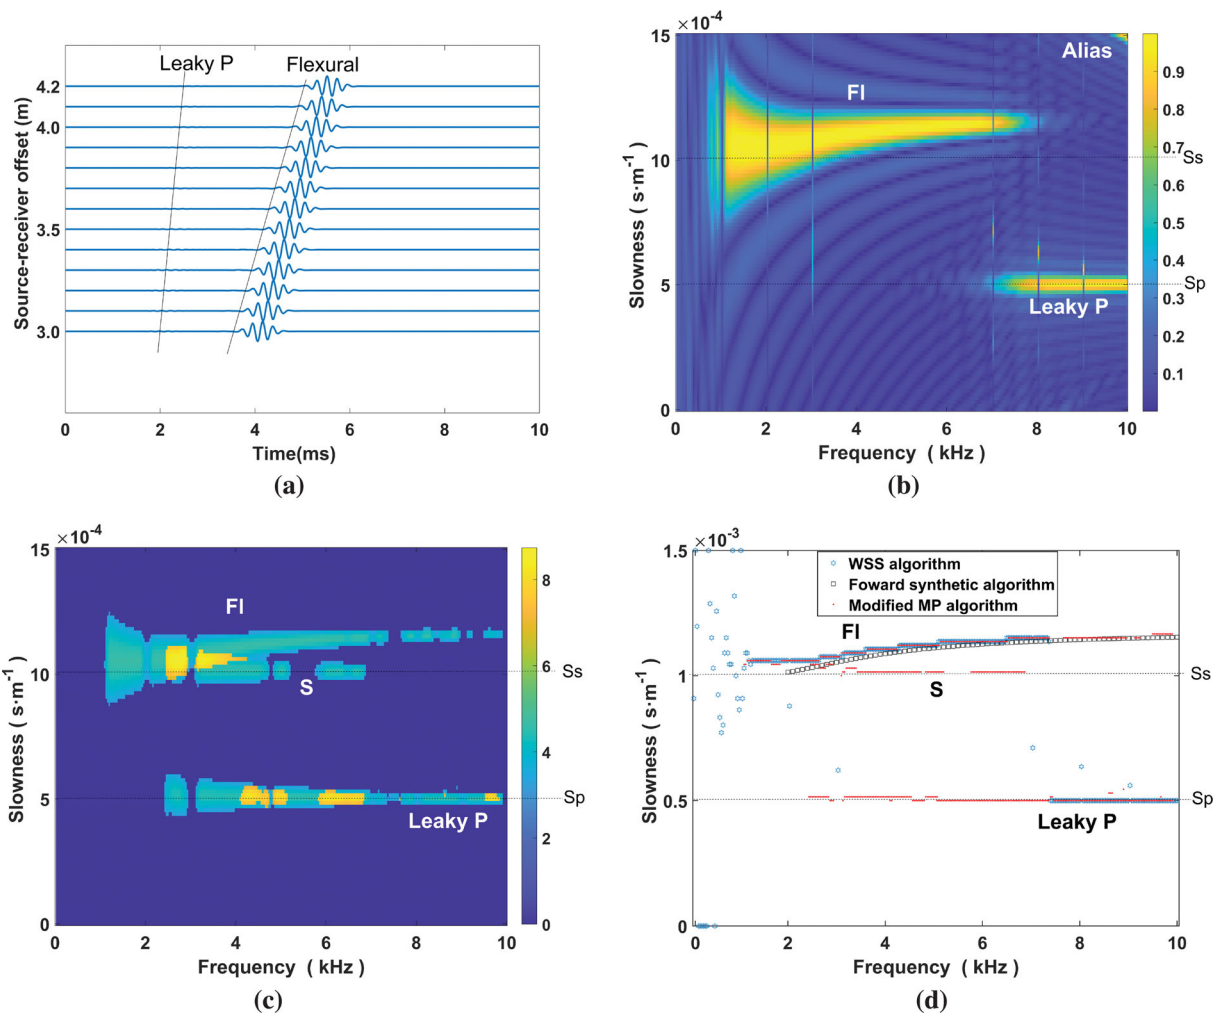 Leaky P
Flexural
4.2
4.0
3.5
3.0
Source-receiver offset (m)
0 2 4 6 8 10
Time(ms)
(a)
×10-4
15
10
5
0
Slowness ( s·m-1)
Fl
Alias
Leaky P
Ss
Sp
0.9
0.8
0.7
0.6
0.5
0.4
0.3
0.2
0.1
0 2 4 6 8 10
Frequency ( kHz)
(b)
×10-4
15
10
5
0
Slowness ( s·m-1)
Fl
S
Leaky P
Ss
Sp
8
6
4
2
0
0 2 4 6 8 10
Frequency ( kHz)
(c)
×10-3
1.5
1
0.5
0
Slowness ( s·m-1)
WSS algorithm
Foward synthetic algorithm
Modified MP algorithm
Fl
S
Leaky P
Ss
Sp
0 2 4 6 8 10
Frequency ( kHz)
(d)